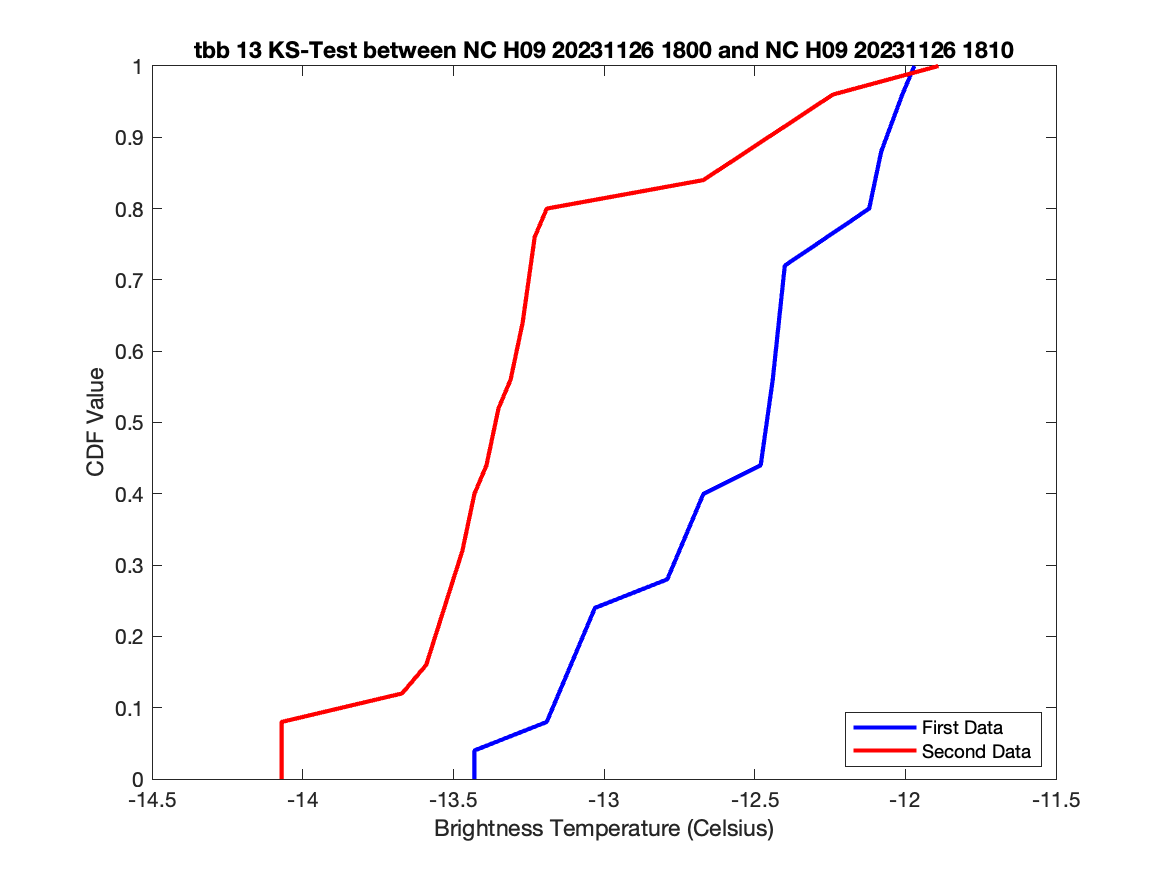 tbb 13 KS-Test between NC H09 20231126 1800 and NC H09 20231126 1810
1
0.9
0.8
0.7
0.6
0.5
0.4
0.3
0.2
0.1
0
CDF Value
First Data
Second Data
-14.5 -14 -13.5 -13 -12.5 -12 -11.5
Brightness Temperature (Celsius)